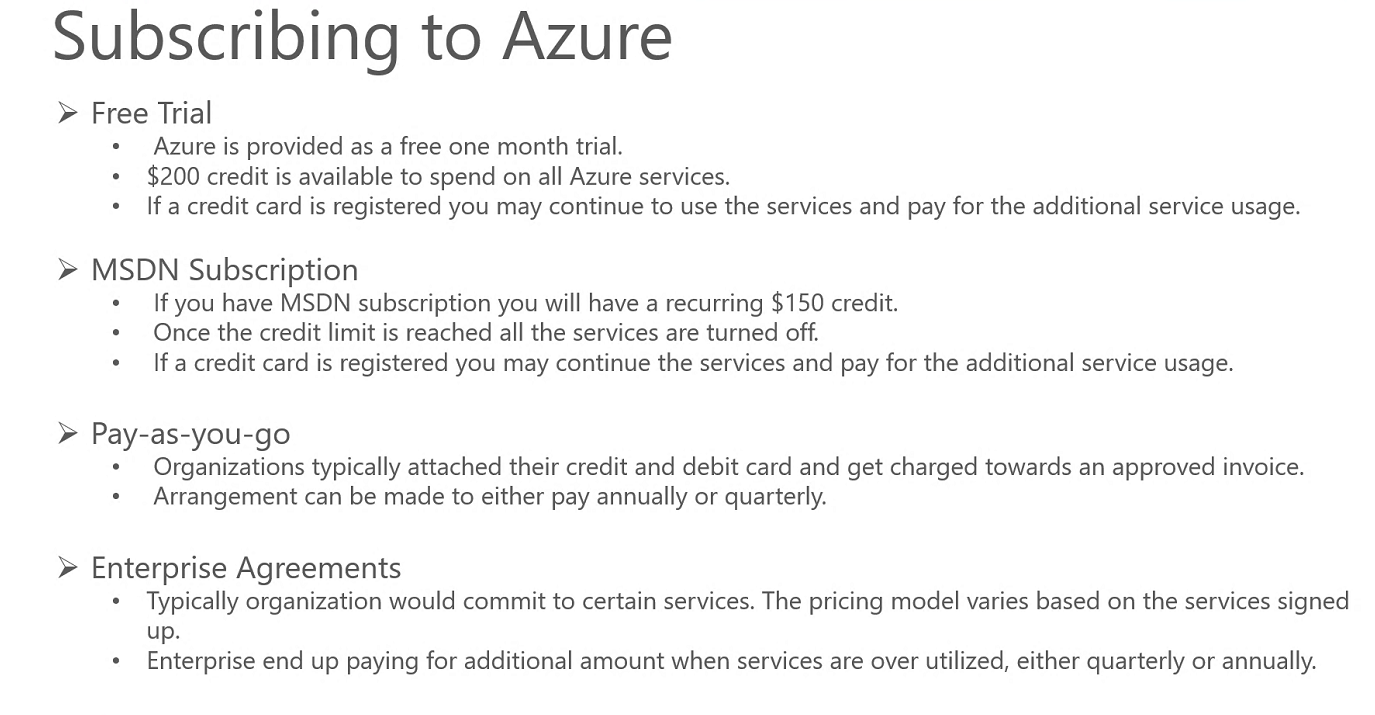 Subscribing to Azure
➢ Free Trial
• Azure is provided as a free one month trial.
• $200 credit is available to spend on all Azure services.
• If a credit card is registered you may continue to use the services and pay for the additional service usage.
➢ MSDN Subscription
• If you have MSDN subscription you will have a recurring $150 credit.
• Once the credit limit is reached all the services are turned off.
• If a credit card is registered you may continue the services and pay for the additional service usage.
➢ Pay-as-you-go
• Organizations typically attached their credit and debit card and get charged towards an approved invoice.
• Arrangement can be made to either pay annually or quarterly.
➢ Enterprise Agreements
• Typically organization would commit to certain services. The pricing model varies based on the services signed
up.
• Enterprise end up paying for additional amount when services are over utilized, either quarterly or annually.